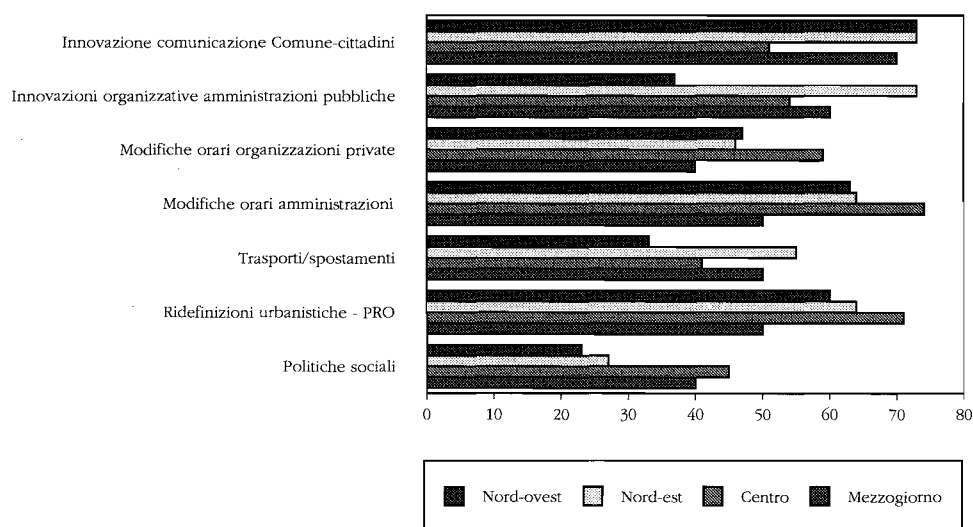 Innovazione comunicazione Comune-cittadini
Innovazioni organizzative amministrazioni pubbliche
Modifiche orari organizzazioni private
Modifiche orari amministrazioni
Trasporti/spostamenti
Ridefinizioni urbanistiche - PRO
Politiche sociali
0 10 20 30 40 50 60 70 80
Nord-ovest Nord-est Centro Mezzogiorno